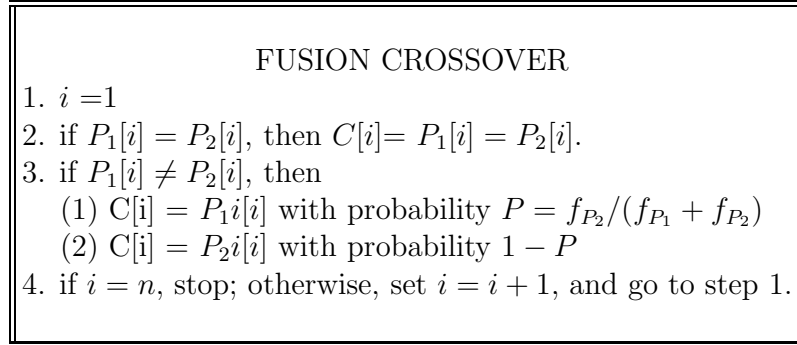 FUSION CROSSOVER
1. i =1
2. if P₁[i] = P₂[i], then C[i]= P₁[i] = P₂[i].
3. if P₁[i] ≠ P₂[i], then
(1) C[i] = P₁i[i] with probability P = f_{P₂}/(f_{P₁} + f_{P₂})
(2) C[i] = P₂i[i] with probability 1 − P
4. if i = n, stop; otherwise, set i = i + 1, and go to step 1.